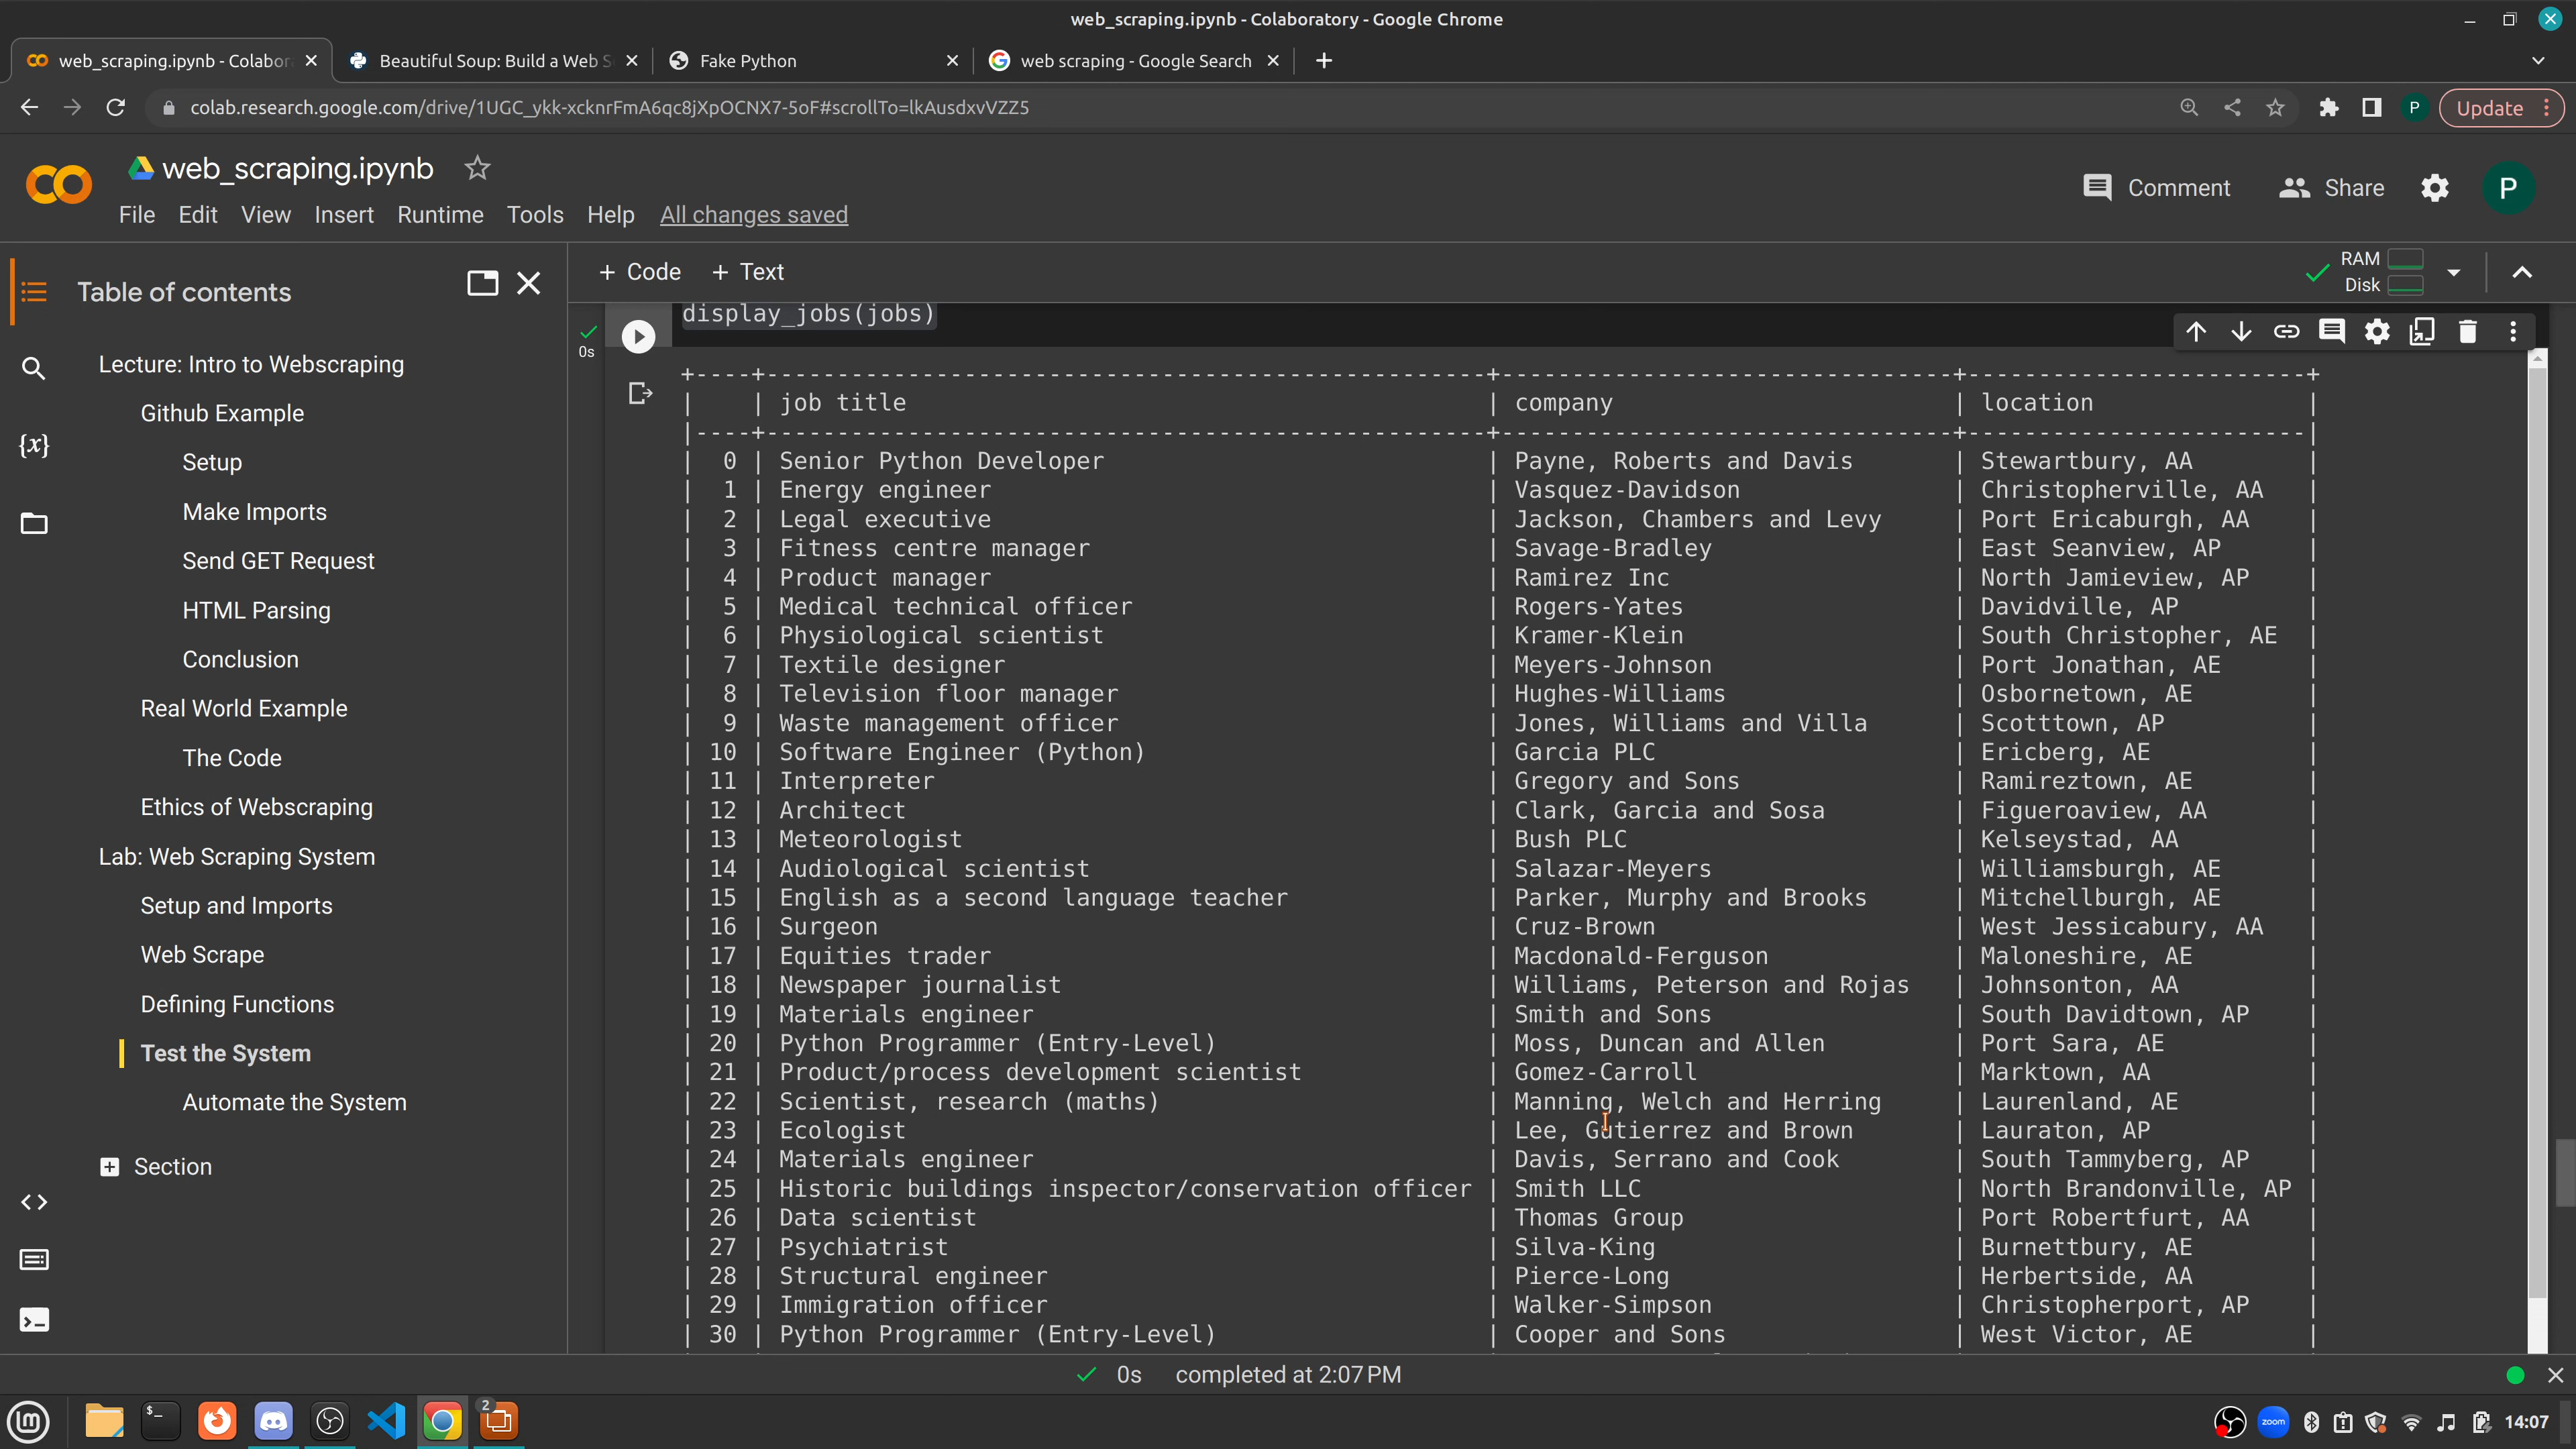 web_scraping.ipynb - Colaboratory - Google Chrome
web_scraping.ipynb - Colabor
Beautiful Soup: Build a Web S
Fake Python
web scraping - Google Search
colab.research.google.com/drive/1UGC_ykk-xcknrFmA6qc8jXpOCNX7-5oF#scrollTo=lkAusdxvVZZ5
P
Update
web_scraping.ipynb
Comment
Share
P
File Edit View Insert Runtime Tools Help All changes saved
Table of contents
+ Code + Text
RAM
Disk
Lecture: Intro to Webscraping
Github Example
Setup
Make Imports
Send GET Request
HTML Parsing
Conclusion
Real World Example
The Code
Ethics of Webscraping
Lab: Web Scraping System
Setup and Imports
Web Scrape
Defining Functions
Test the System
Automate the System
Section
{x}
0s
display_jobs(jobs)
| | job title | company | location |
| 0 | Senior Python Developer | Payne, Roberts and Davis | Stewartbury, AA |
| 1 | Energy engineer | Vasquez-Davidson | Christopherville, AA |
| 2 | Legal executive | Jackson, Chambers and Levy | Port Ericaburgh, AA |
| 3 | Fitness centre manager | Savage-Bradley | East Seanview, AP |
| 4 | Product manager | Ramirez Inc | North Jamieview, AP |
| 5 | Medical technical officer | Rogers-Yates | Davidville, AP |
| 6 | Physiological scientist | Kramer-Klein | South Christopher, AE |
| 7 | Textile designer | Meyers-Johnson | Port Jonathan, AE |
| 8 | Television floor manager | Hughes-Williams | Osbornetown, AE |
| 9 | Waste management officer | Jones, Williams and Villa | Scotttown, AP |
| 10 | Software Engineer (Python) | Garcia PLC | Ericberg, AE |
| 11 | Interpreter | Gregory and Sons | Ramireztown, AE |
| 12 | Architect | Clark, Garcia and Sosa | Figueroaview, AA |
| 13 | Meteorologist | Bush PLC | Kelseystad, AA |
| 14 | Audiological scientist | Salazar-Meyers | Williamsburgh, AE |
| 15 | English as a second language teacher | Parker, Murphy and Brooks | Mitchellburgh, AE |
| 16 | Surgeon | Cruz-Brown | West Jessicabury, AA |
| 17 | Equities trader | Macdonald-Ferguson | Maloneshire, AE |
| 18 | Newspaper journalist | Williams, Peterson and Rojas | Johnsonton, AA |
| 19 | Materials engineer | Smith and Sons | South Davidtown, AP |
| 20 | Python Programmer (Entry-Level) | Moss, Duncan and Allen | Port Sara, AE |
| 21 | Product/process development scientist | Gomez-Carroll | Marktown, AA |
| 22 | Scientist, research (maths) | Manning, Welch and Herring | Laurenland, AE |
| 23 | Ecologist | Lee, Gutierrez and Brown | Lauraton, AP |
| 24 | Materials engineer | Davis, Serrano and Cook | South Tammyberg, AP |
| 25 | Historic buildings inspector/conservation officer | Smith LLC | North Brandonville, AP |
| 26 | Data scientist | Thomas Group | Port Robertfurt, AA |
| 27 | Psychiatrist | Silva-King | Burnettbury, AE |
| 28 | Structural engineer | Pierce-Long | Herbertside, AA |
| 29 | Immigration officer | Walker-Simpson | Christopherport, AP |
| 30 | Python Programmer (Entry-Level) | Cooper and Sons | West Victor, AE |
0s completed at 2:07 PM
2
zoom
14:07